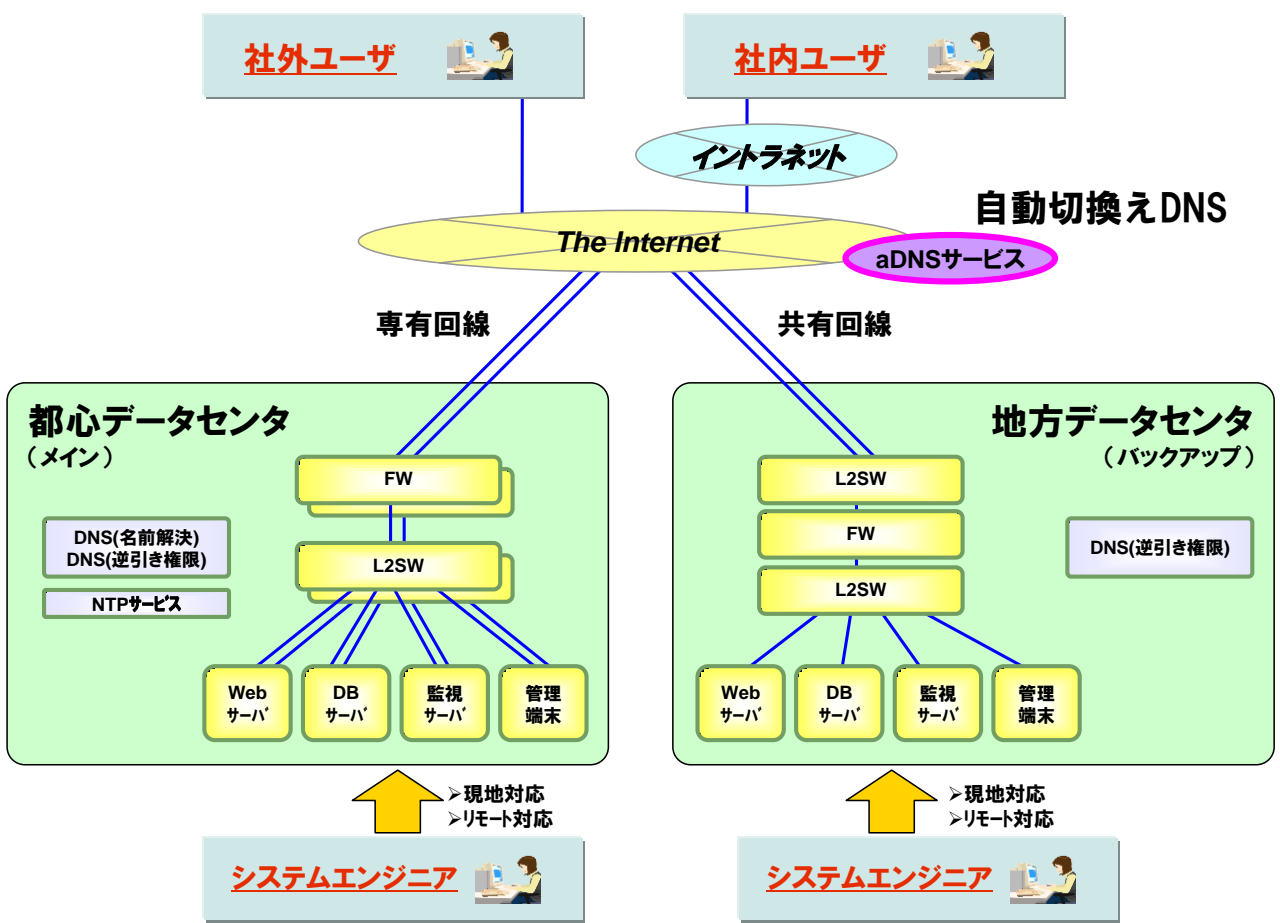 社外ユーザ
社内ユーザ
イントラネット
自動切換えDNS
The Internet
aDNSサービス
専有回線
共有回線
都心データセンタ
（メイン）
FW
L2SW
DNS(名前解決)
DNS(逆引き権限)
NTPサービス
Web
サーバ
DB
サーバ
監視
サーバ
管理
端末
地方データセンタ
（バックアップ）
L2SW
FW
L2SW
DNS(逆引き権限)
Web
サーバ
DB
サーバ
監視
サーバ
管理
端末
➢現地対応
➢リモート対応
➢現地対応
➢リモート対応
システムエンジニア
システムエンジニア